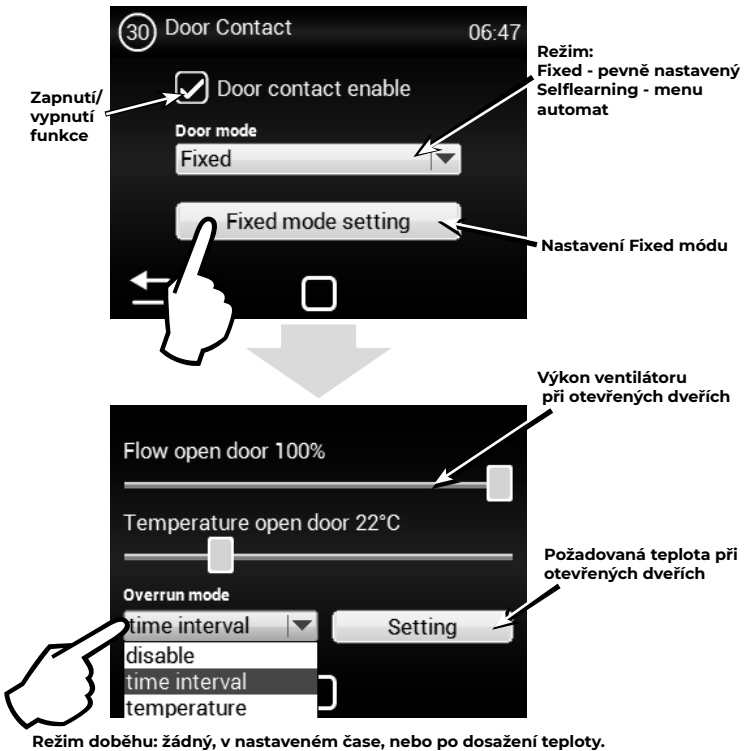 30 Door Contact 06:47
Door contact enable
Door mode
Fixed
Fixed mode setting
Zapnutí/
vypnutí
funkce
Režim:
Fixed - pevně nastavený
Selflearning - menu
automat
Nastavení Fixed módu
Výkon ventilátoru
při otevřených dveřích
Flow open door 100%
Temperature open door 22°C
Overrun mode
time interval
Setting
disable
time interval
temperature
Požadovaná teplota při
otevřených dveřích
Režim doběhu: žádný, v nastaveném čase, nebo po dosažení teploty.